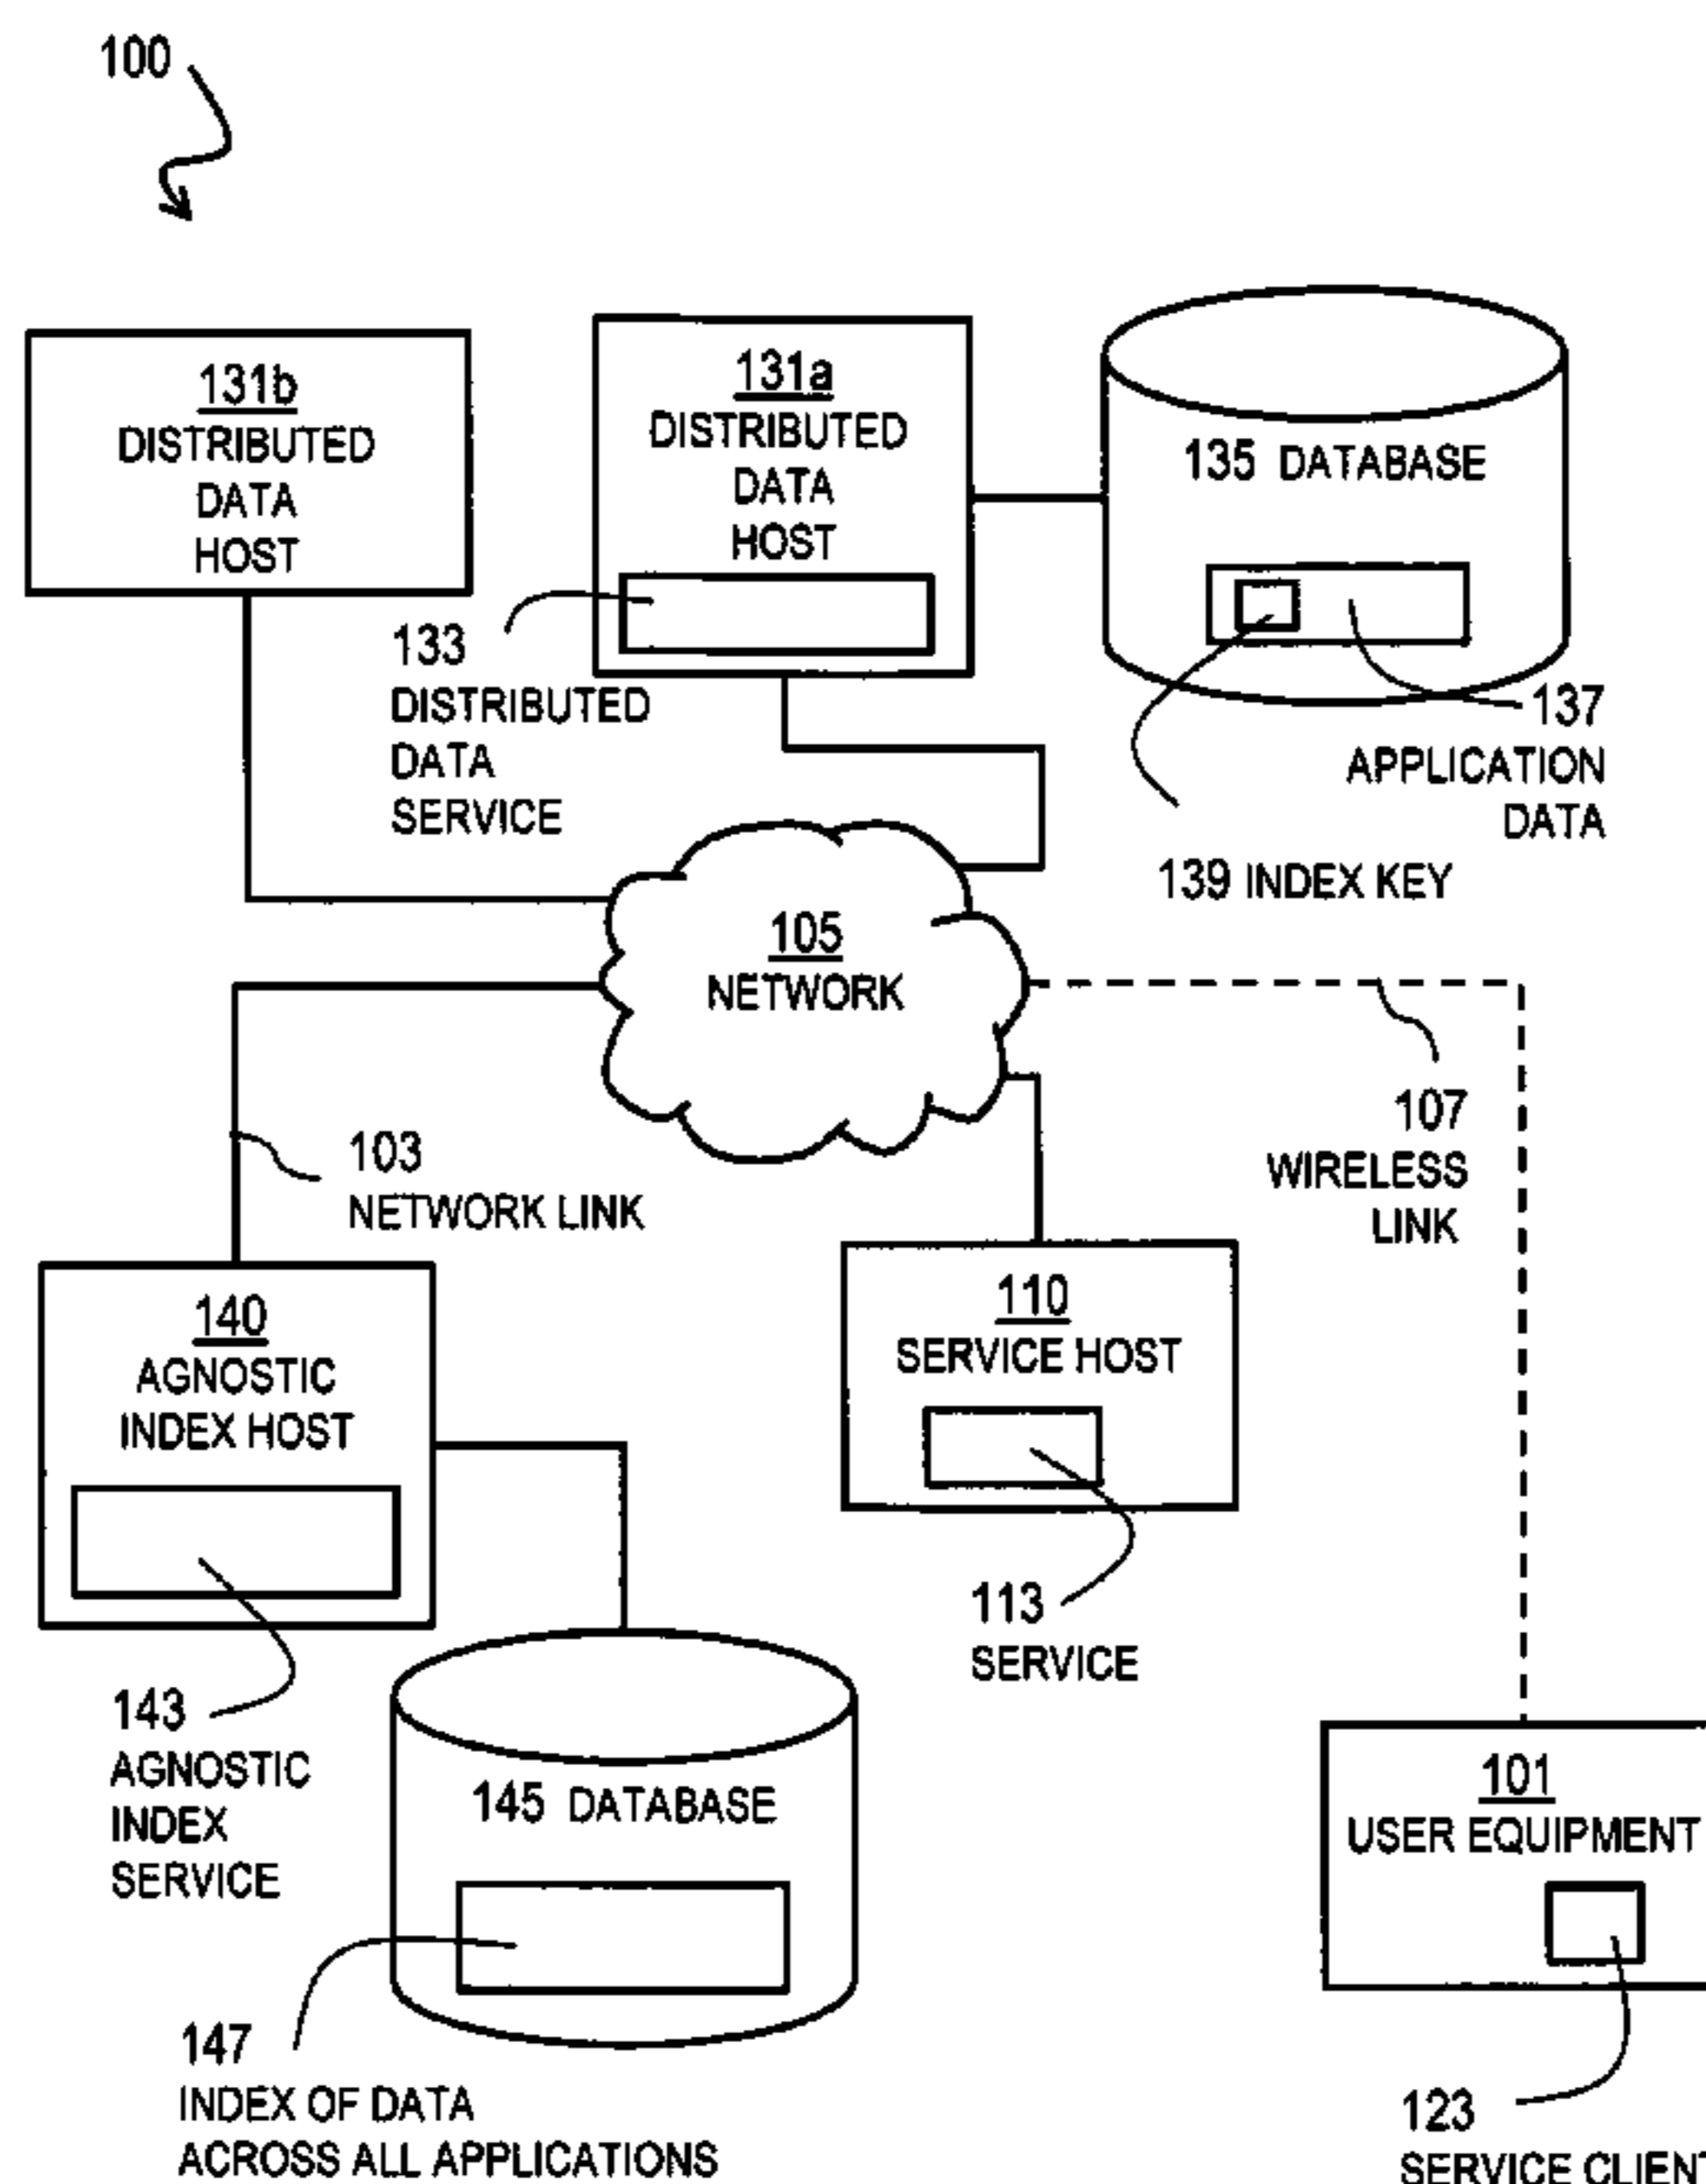 100
131b
DISTRIBUTED
DATA
HOST
131a
DISTRIBUTED
DATA
HOST
135 DATABASE
133
DISTRIBUTED
DATA
SERVICE
137
APPLICATION
DATA
139 INDEX KEY
105
NETWORK
107
WIRELESS
LINK
103
NETWORK LINK
140
AGNOSTIC
INDEX HOST
110
SERVICE HOST
113
SERVICE
143
AGNOSTIC
INDEX
SERVICE
145 DATABASE
101
USER EQUIPMENT
147
INDEX OF DATA
ACROSS ALL APPLICATIONS
123
SERVICE CLIENT